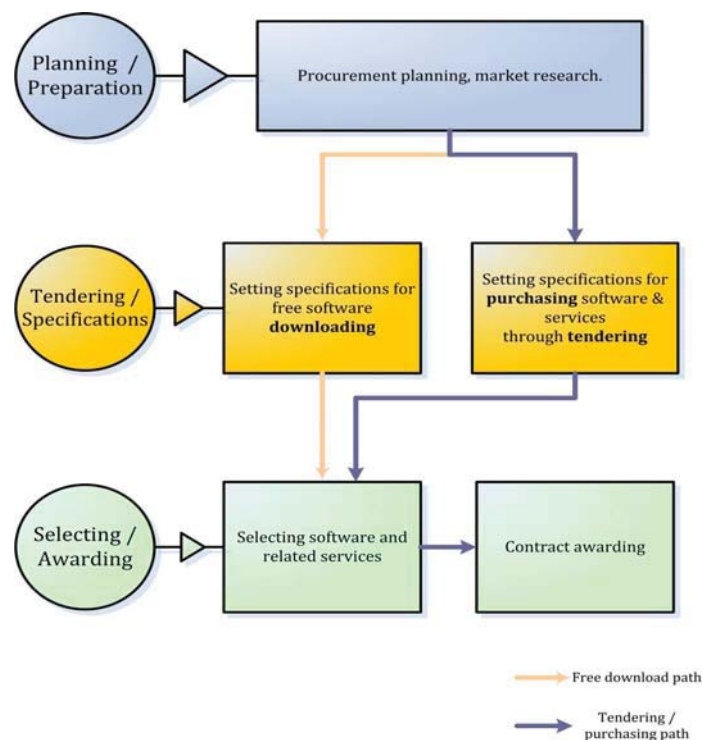 Planning /
Preparation
Procurement planning, market research.
Tendering /
Specifications
Setting specifications for
free software
downloading
Setting specifications for
purchasing software &
services
through tendering
Selecting /
Awarding
Selecting software and
related services
Contract awarding
Free download path
Tendering /
purchasing path